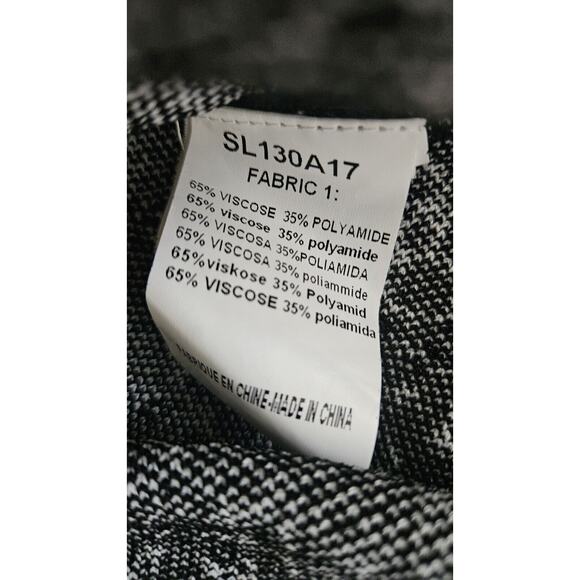 SL130A17
FABRIC 1:
65% VISCOSE 35% POLYAMIDE
65% viscose 35% polyamide
65% VISCOSA 35%POLIAMIDA
65% VISCOSA 35% poliammide
65%viskose 35% Polyamid
65% VISCOSE 35% poliamida
FABRIQUE EN CHINE-MADE IN CHINA